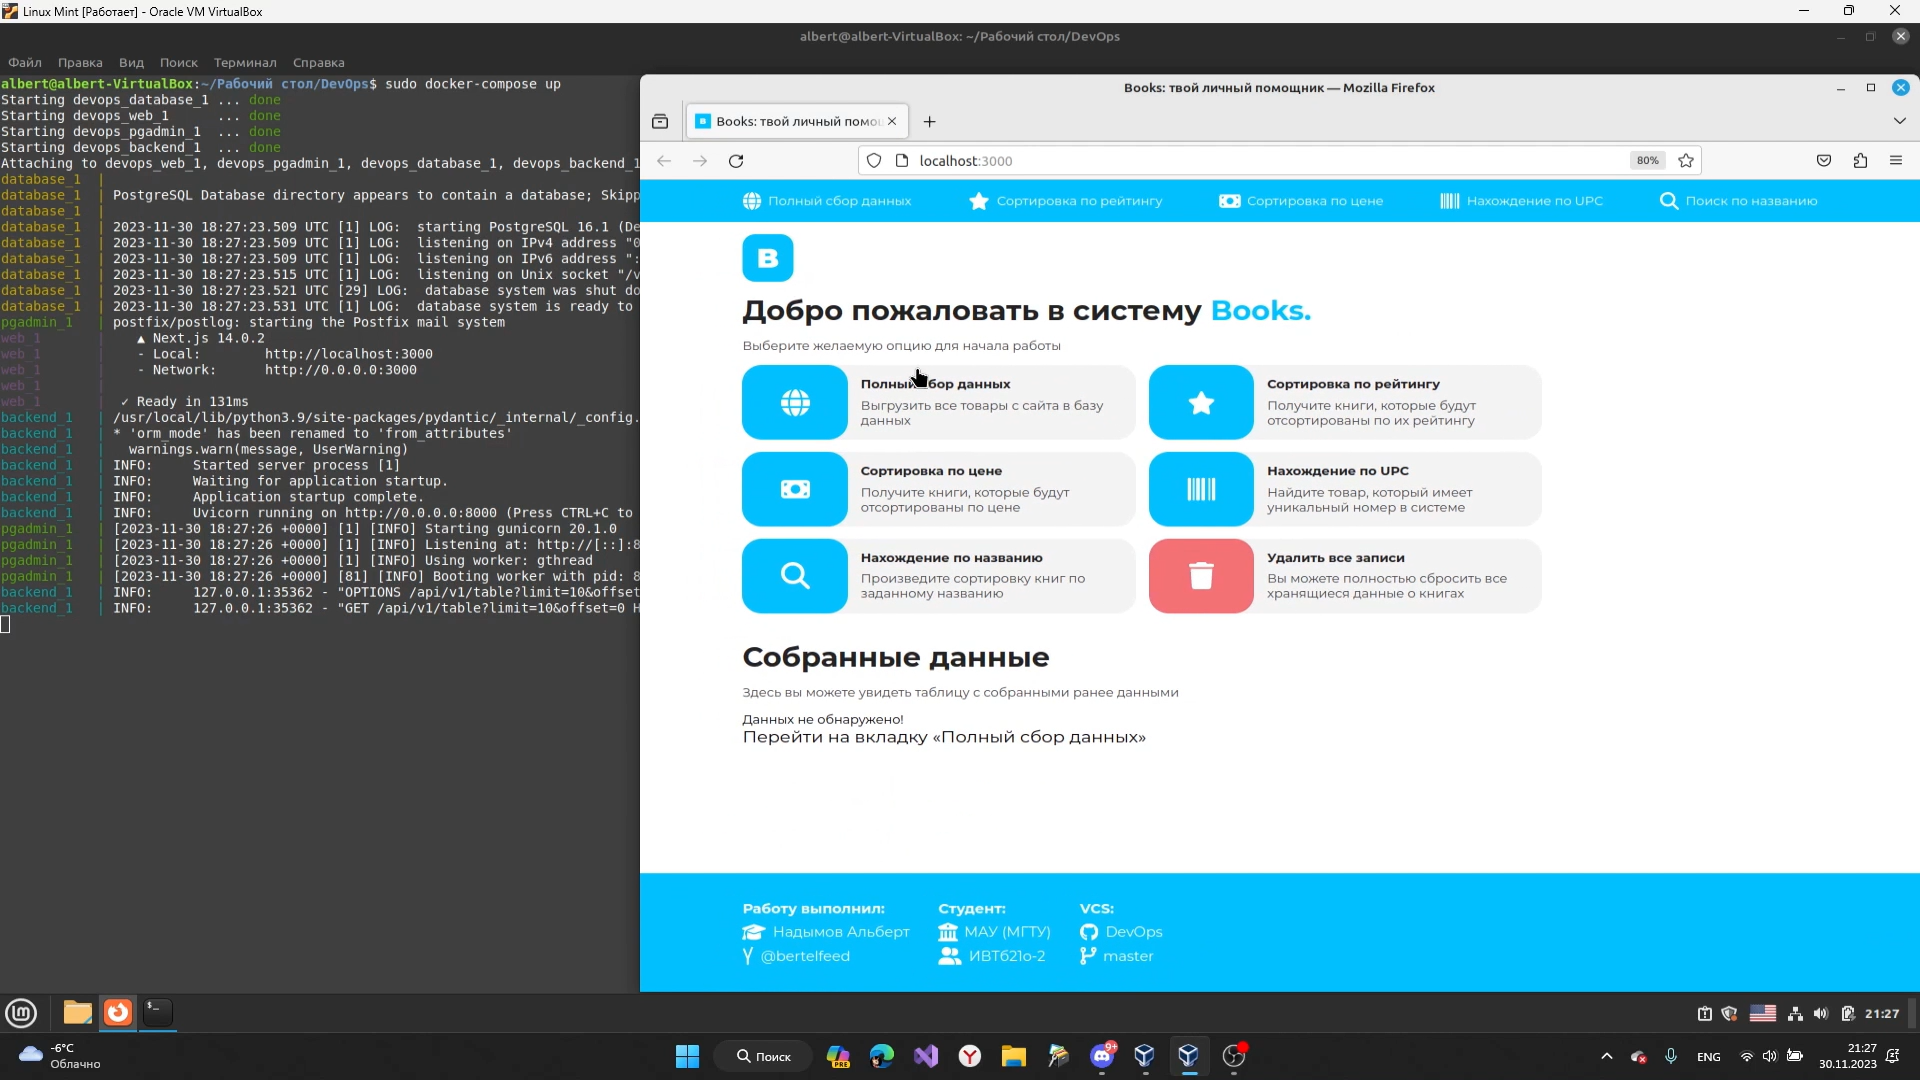 Linux Mint [Работает] - Oracle VM VirtualBox
albert@albert-VirtualBox: ~/Рабочий стол/DevOps
Файл Правка Вид Поиск Терминал Справка
albert@albert-VirtualBox:~/Рабочий стол/DevOps$ sudo docker-compose up
Starting devops_database_1 ... done
Starting devops_web_1 ... done
Starting devops_pgadmin_1 ... done
Starting devops_backend_1 ... done
Attaching to devops_web_1, devops_pgadmin_1, devops_database_1, devops_backend_1
database_1 |
database_1 | PostgreSQL Database directory appears to contain a database; Skipp
database_1 |
database_1 | 2023-11-30 18:27:23.509 UTC [1] LOG: starting PostgreSQL 16.1 (De
database_1 | 2023-11-30 18:27:23.509 UTC [1] LOG: listening on IPv4 address "0
database_1 | 2023-11-30 18:27:23.509 UTC [1] LOG: listening on IPv6 address ":
database_1 | 2023-11-30 18:27:23.515 UTC [1] LOG: listening on Unix socket "/v
database_1 | 2023-11-30 18:27:23.521 UTC [29] LOG: database system was shut do
database_1 | 2023-11-30 18:27:23.531 UTC [1] LOG: database system is ready to
pgadmin_1 | postfix/postlog: starting the Postfix mail system
web_1 | ▲ Next.js 14.0.2
web_1 | - Local: http://localhost:3000
web_1 | - Network: http://0.0.0.0:3000
web_1 |
web_1 | ✓ Ready in 131ms
backend_1 | /usr/local/lib/python3.9/site-packages/pydantic/_internal/_config.
backend_1 | * 'orm_mode' has been renamed to 'from_attributes'
backend_1 | warnings.warn(message, UserWarning)
backend_1 | INFO: Started server process [1]
backend_1 | INFO: Waiting for application startup.
backend_1 | INFO: Application startup complete.
backend_1 | INFO: Uvicorn running on http://0.0.0.0:8000 (Press CTRL+C to
pgadmin_1 | [2023-11-30 18:27:26 +0000] [1] [INFO] Starting gunicorn 20.1.0
pgadmin_1 | [2023-11-30 18:27:26 +0000] [1] [INFO] Listening at: http://[::]:8
pgadmin_1 | [2023-11-30 18:27:26 +0000] [1] [INFO] Using worker: gthread
pgadmin_1 | [2023-11-30 18:27:26 +0000] [81] [INFO] Booting worker with pid: 8
backend_1 | INFO: 127.0.0.1:35362 - "OPTIONS /api/v1/table?limit=10&offset
backend_1 | INFO: 127.0.0.1:35362 - "GET /api/v1/table?limit=10&offset=0 H
Books: твой личный помощник — Mozilla Firefox
Books: твой личный помо
localhost:3000
80%
Полный сбор данных
Сортировка по рейтингу
Сортировка по цене
Нахождение по UPC
Поиск по названию
B
Добро пожаловать в систему Books.
Выберите желаемую опцию для начала работы
Полный сбор данных
Выгрузить все товары с сайта в базу
данных
Сортировка по рейтингу
Получите книги, которые будут
отсортированы по их рейтингу
Сортировка по цене
Получите книги, которые будут
отсортированы по цене
Нахождение по UPC
Найдите товар, который имеет
уникальный номер в системе
Нахождение по названию
Произведите сортировку книг по
заданному названию
Удалить все записи
Вы можете полностью сбросить все
хранящиеся данные о книгах
Собранные данные
Здесь вы можете увидеть таблицу с собранными ранее данными
Данных не обнаружено!
Перейти на вкладку «Полный сбор данных»
Работу выполнил:
Надымов Альберт
@bertelfeed
Студент:
МАУ (МГТУ)
ИВТб21о-2
VCS:
DevOps
master
21:27
-6°C
Облачно
Поиск
PRE
9+
ENG
21:27
30.11.2023